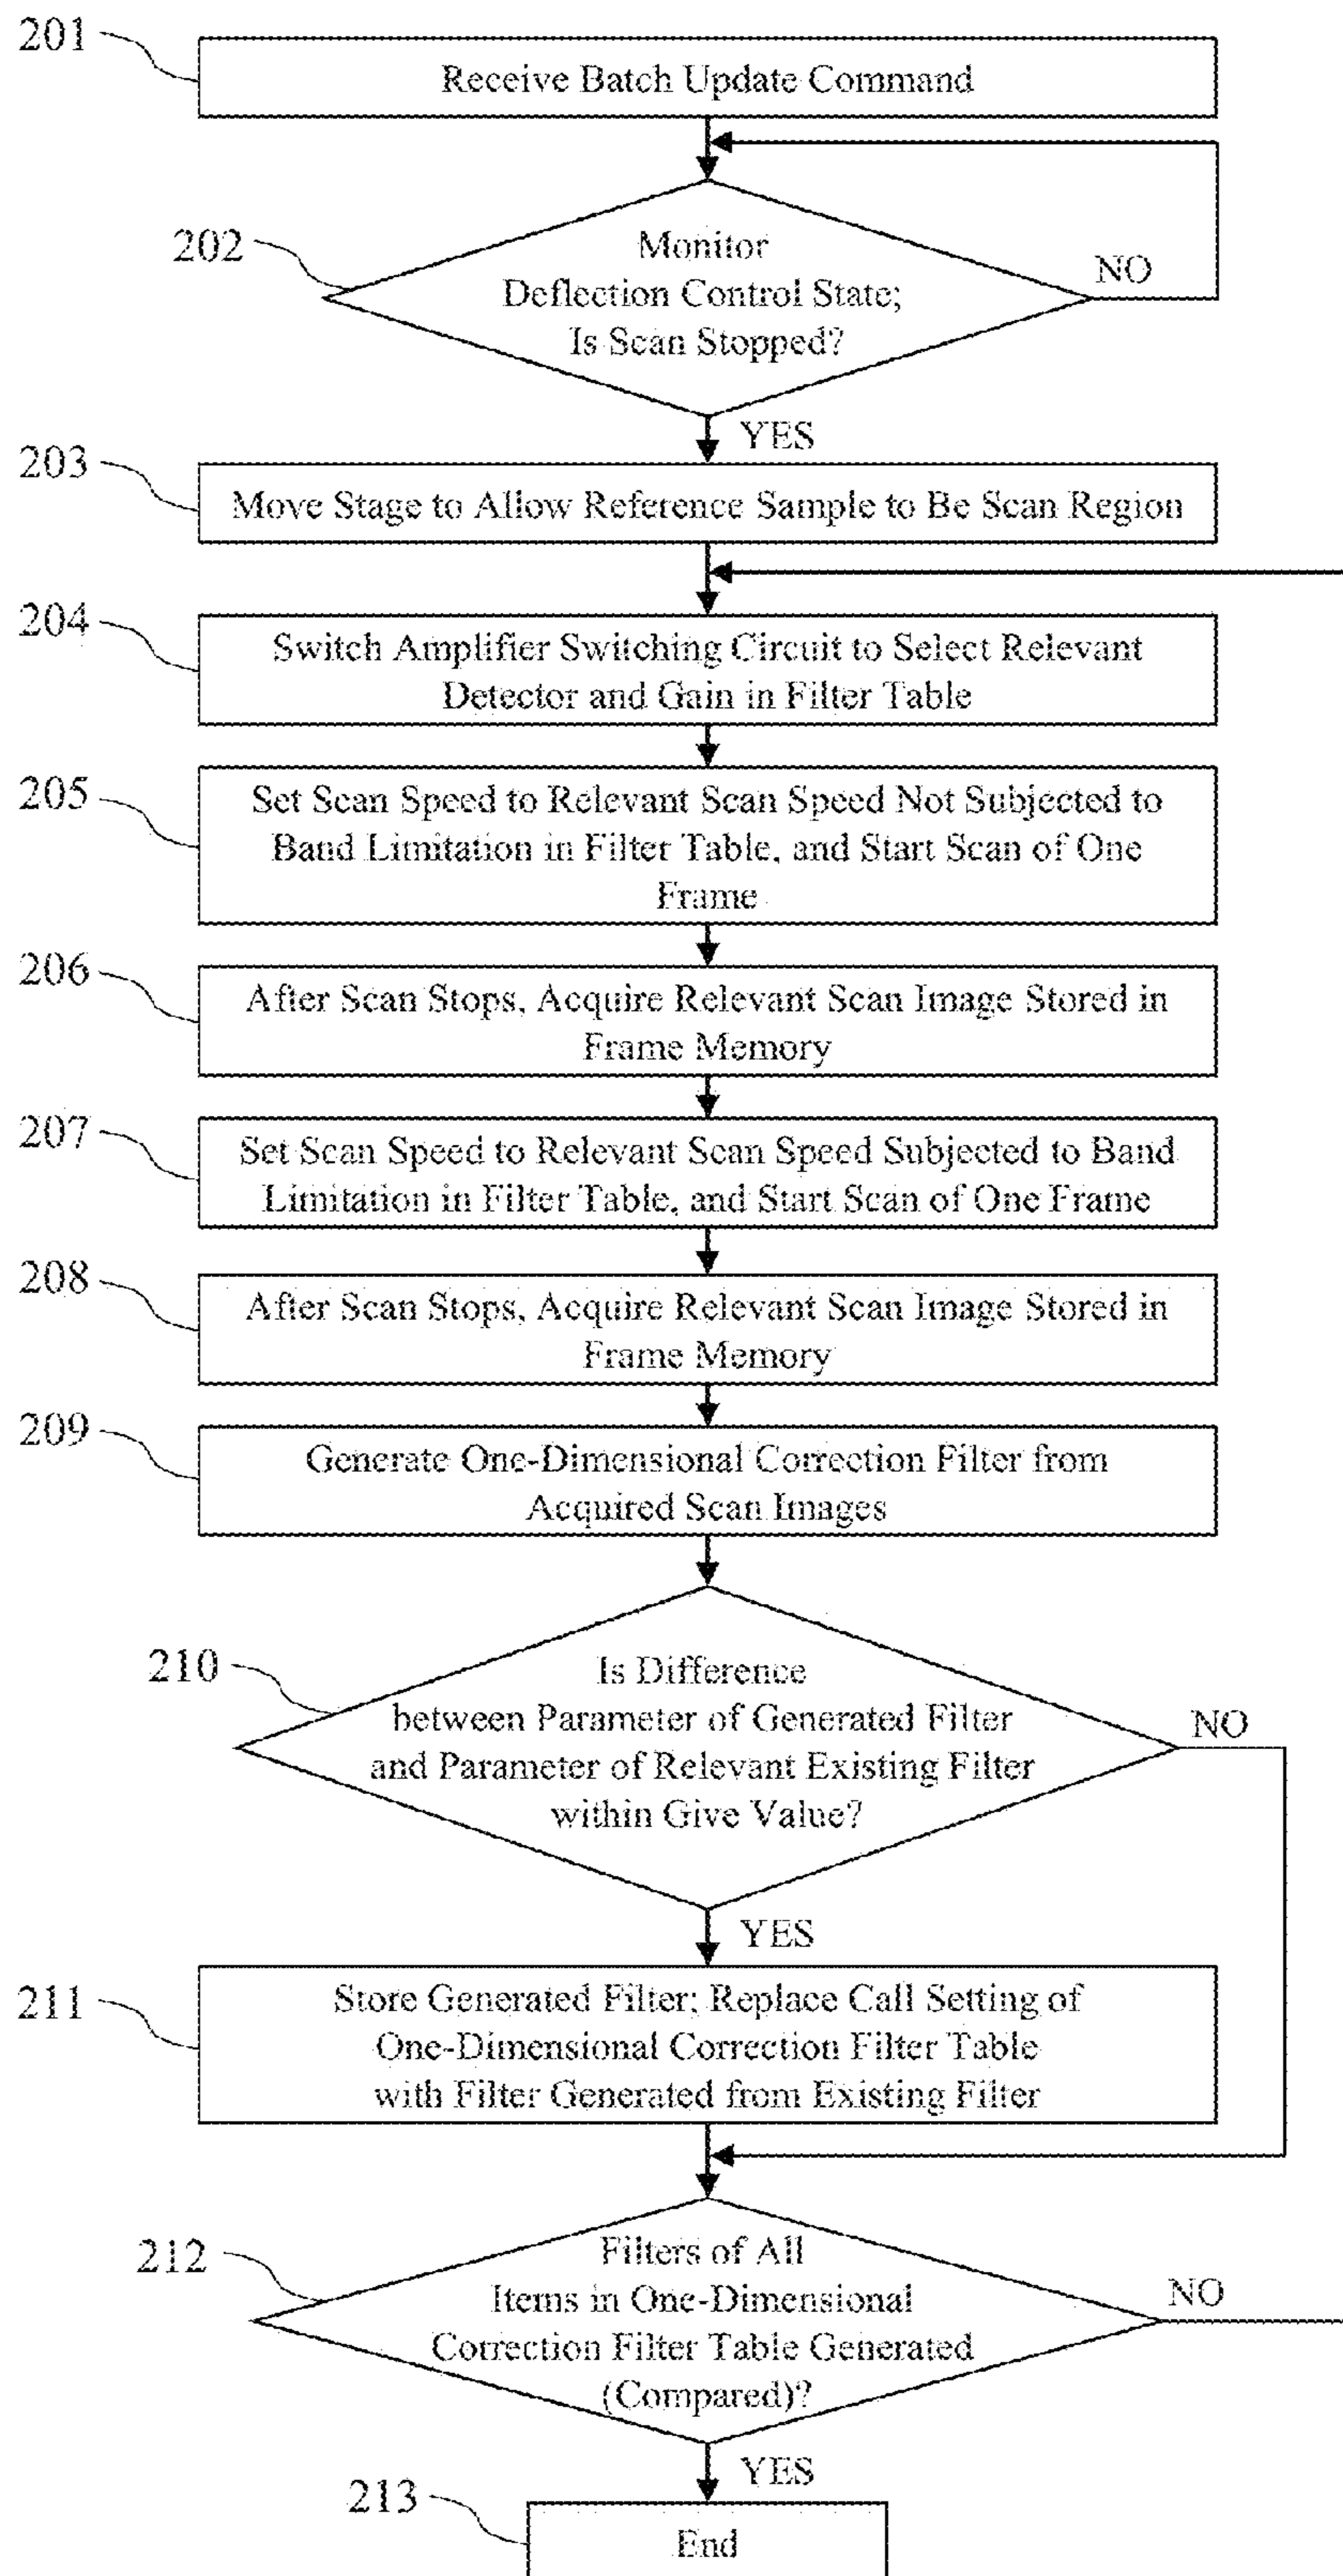 201
Receive Batch Update Command
202
Monitor
Deflection Control State;
Is Scan Stopped?
NO
YES
203
Move Stage to Allow Reference Sample to Be Scan Region
204
Switch Amplifier Switching Circuit to Select Relevant
Detector and Gain in Filter Table
205
Set Scan Speed to Relevant Scan Speed Not Subjected to
Band Limitation in Filter Table, and Start Scan of One
Frame
206
After Scan Stops, Acquire Relevant Scan Image Stored in
Frame Memory
207
Set Scan Speed to Relevant Scan Speed Subjected to Band
Limitation in Filter Table, and Start Scan of One Frame
208
After Scan Stops, Acquire Relevant Scan Image Stored in
Frame Memory
209
Generate One-Dimensional Correction Filter from
Acquired Scan Images
210
Is Difference
between Parameter of Generated Filter
and Parameter of Relevant Existing Filter
within Give Value?
NO
YES
211
Store Generated Filter; Replace Call Setting of
One-Dimensional Correction Filter Table
with Filter Generated from Existing Filter
212
Filters of All
Items in One-Dimensional
Correction Filter Table Generated
(Compared)?
NO
YES
213
End